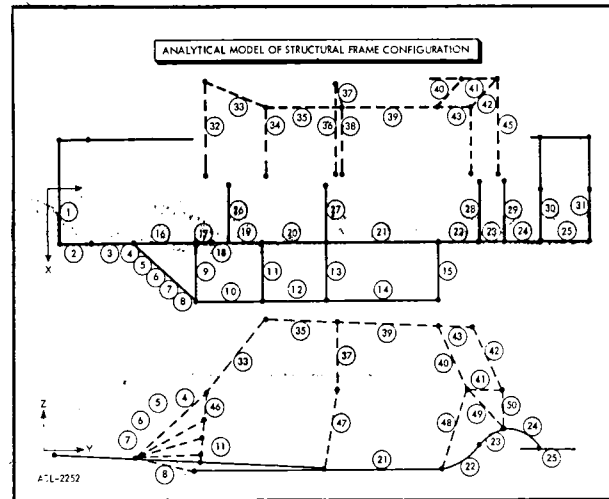 ANALYTICAL MODEL OF STRUCTURAL FRAME CONFIGURATION
37
40 41
33 42
32 34 35 36 38 39 43 45
1
26 27 28 29 30 31
X
16 17 19 20 21 22 23 24 25
2 3 4 18
5 9 11 13 15
6
7 10 12 14
8
35 39 43
33 37 40 42
5 4 41
Z 6 46 49 50
7 47 48 24
Y 11 23
8 21 22 25
ACL-2252